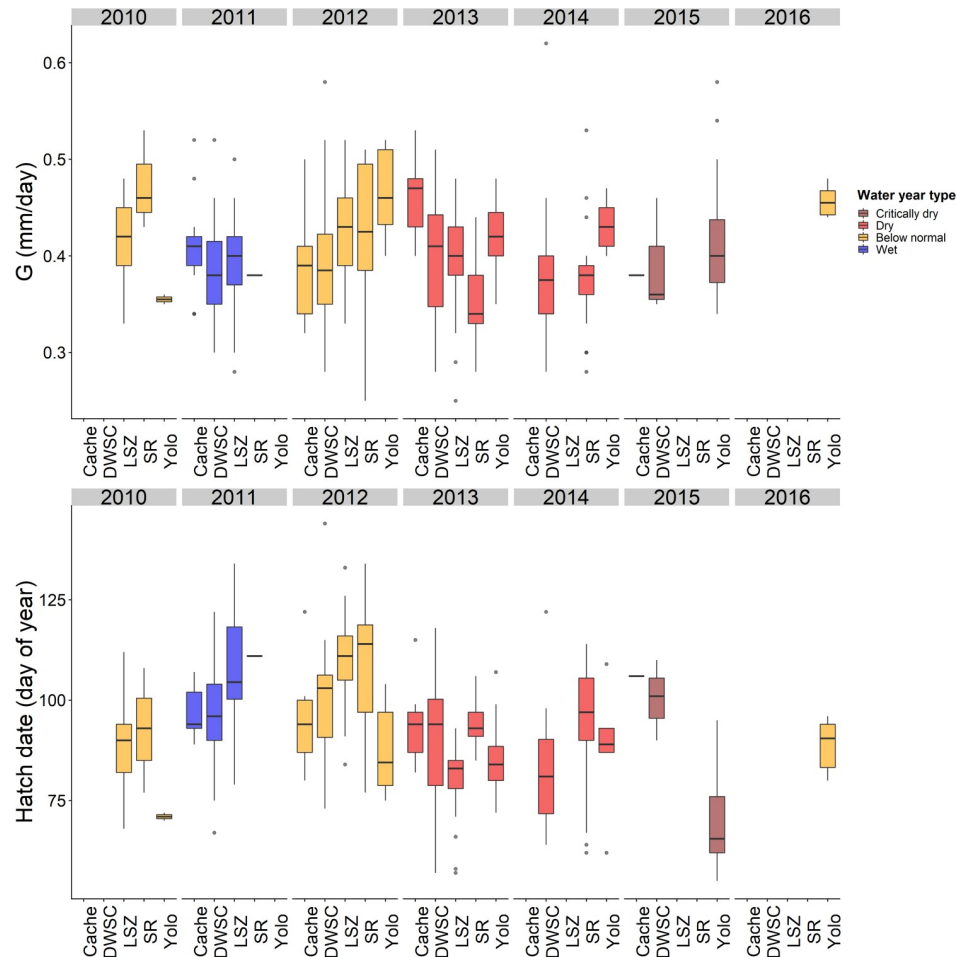 2010 2011 2012 2013 2014 2015 2016
G (mm/day)
0.6
0.5
0.4
0.3
Cache DWSC LSZ SR Yolo Cache DWSC LSZ SR Yolo Cache DWSC LSZ SR Yolo Cache DWSC LSZ SR Yolo Cache DWSC LSZ SR Yolo Cache DWSC LSZ SR Yolo Cache DWSC LSZ SR Yolo
Water year type
Critically dry
Dry
Below normal
Wet
2010 2011 2012 2013 2014 2015 2016
Hatch date (day of year)
125
100
75
Cache DWSC LSZ SR Yolo Cache DWSC LSZ SR Yolo Cache DWSC LSZ SR Yolo Cache DWSC LSZ SR Yolo Cache DWSC LSZ SR Yolo Cache DWSC LSZ SR Yolo Cache DWSC LSZ SR Yolo